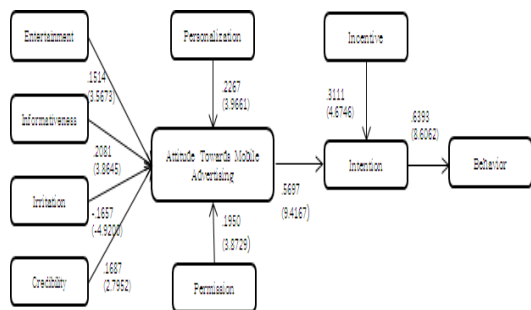 Entertainment
Personalization
Incentive
.1514
(3.5673)
.2267
(3.9661)
.3111
(4.6746)
Informativeness
.6393
(8.6062)
.2081
(3.8645)
Attitude Towards Mobile
Advertising
Intention
Behavior
Irritation
-.1657
(-4.9200)
.5697
(9.4167)
.1950
(3.8729)
.1687
(2.7952)
Credibility
Permission